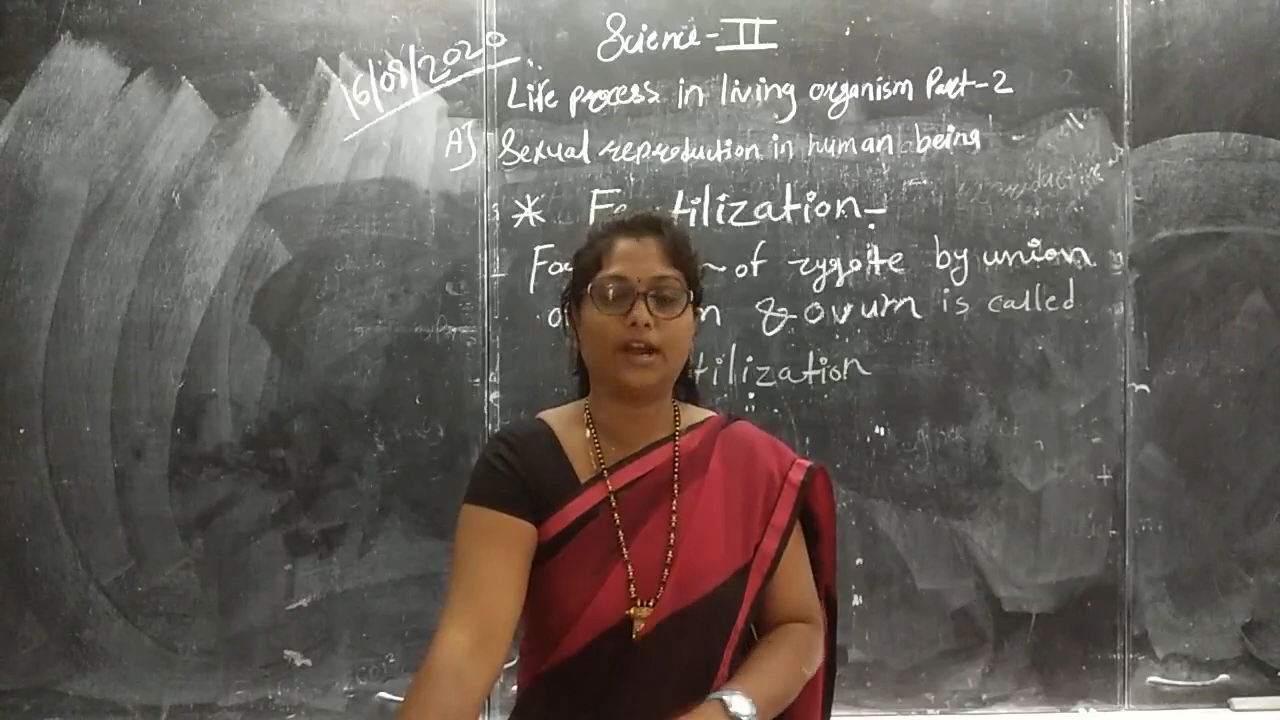 Science-II
16/09/2020
Life process in living organism Part-2
A] Sexual reproduction in human being
* Fe tilization-
of zygote by union
& ovum is called
tilization